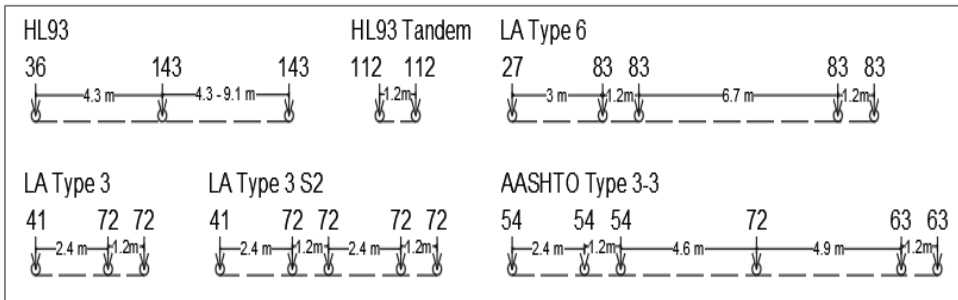 HL93 HL93 Tandem LA Type 6
36 143 143 112 112 27 83 83 83 83
4.3 m 4.3 - 9.1 m 1.2m 3 m 1.2m 6.7 m 1.2m
LA Type 3 LA Type 3 S2 AASHTO Type 3-3
41 72 72 41 72 72 72 72 54 54 54 72 63 63
2.4 m 1.2m 2.4 m 1.2m 2.4 m 1.2m 2.4 m 1.2m 4.6 m 4.9 m 1.2m